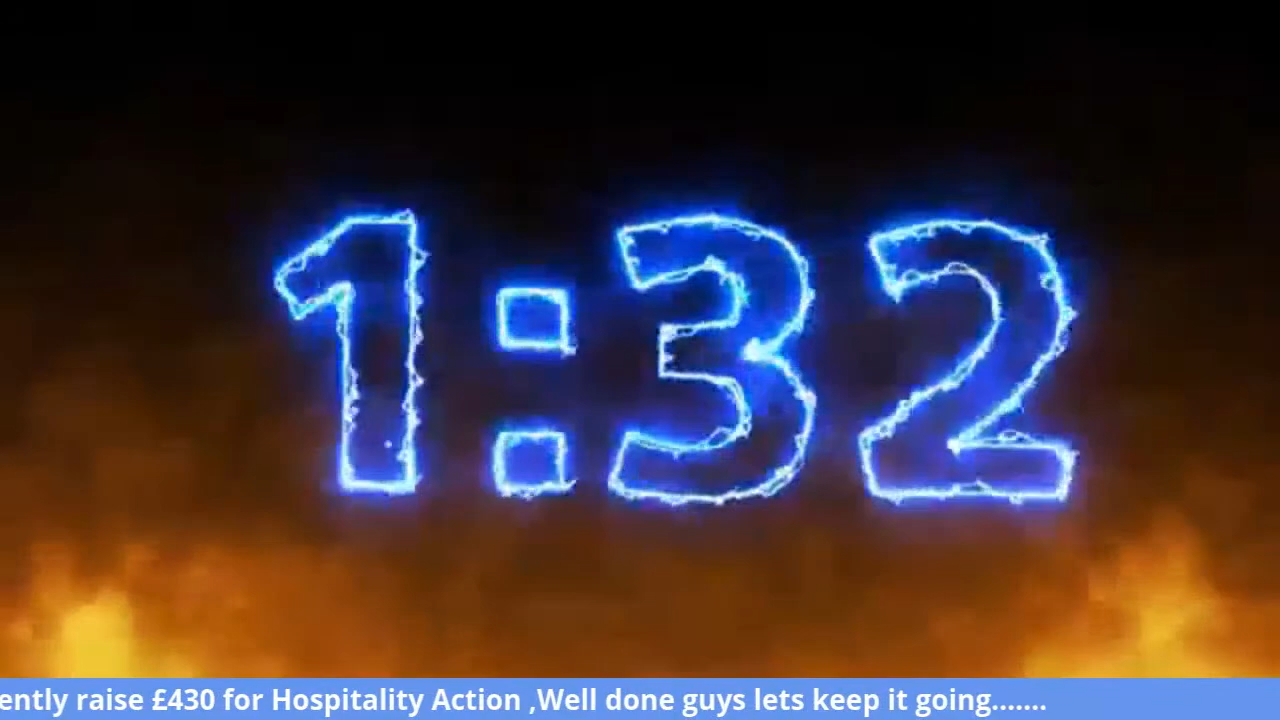 1:32
ently raise £430 for Hospitality Action ,Well done guys lets keep it going.......